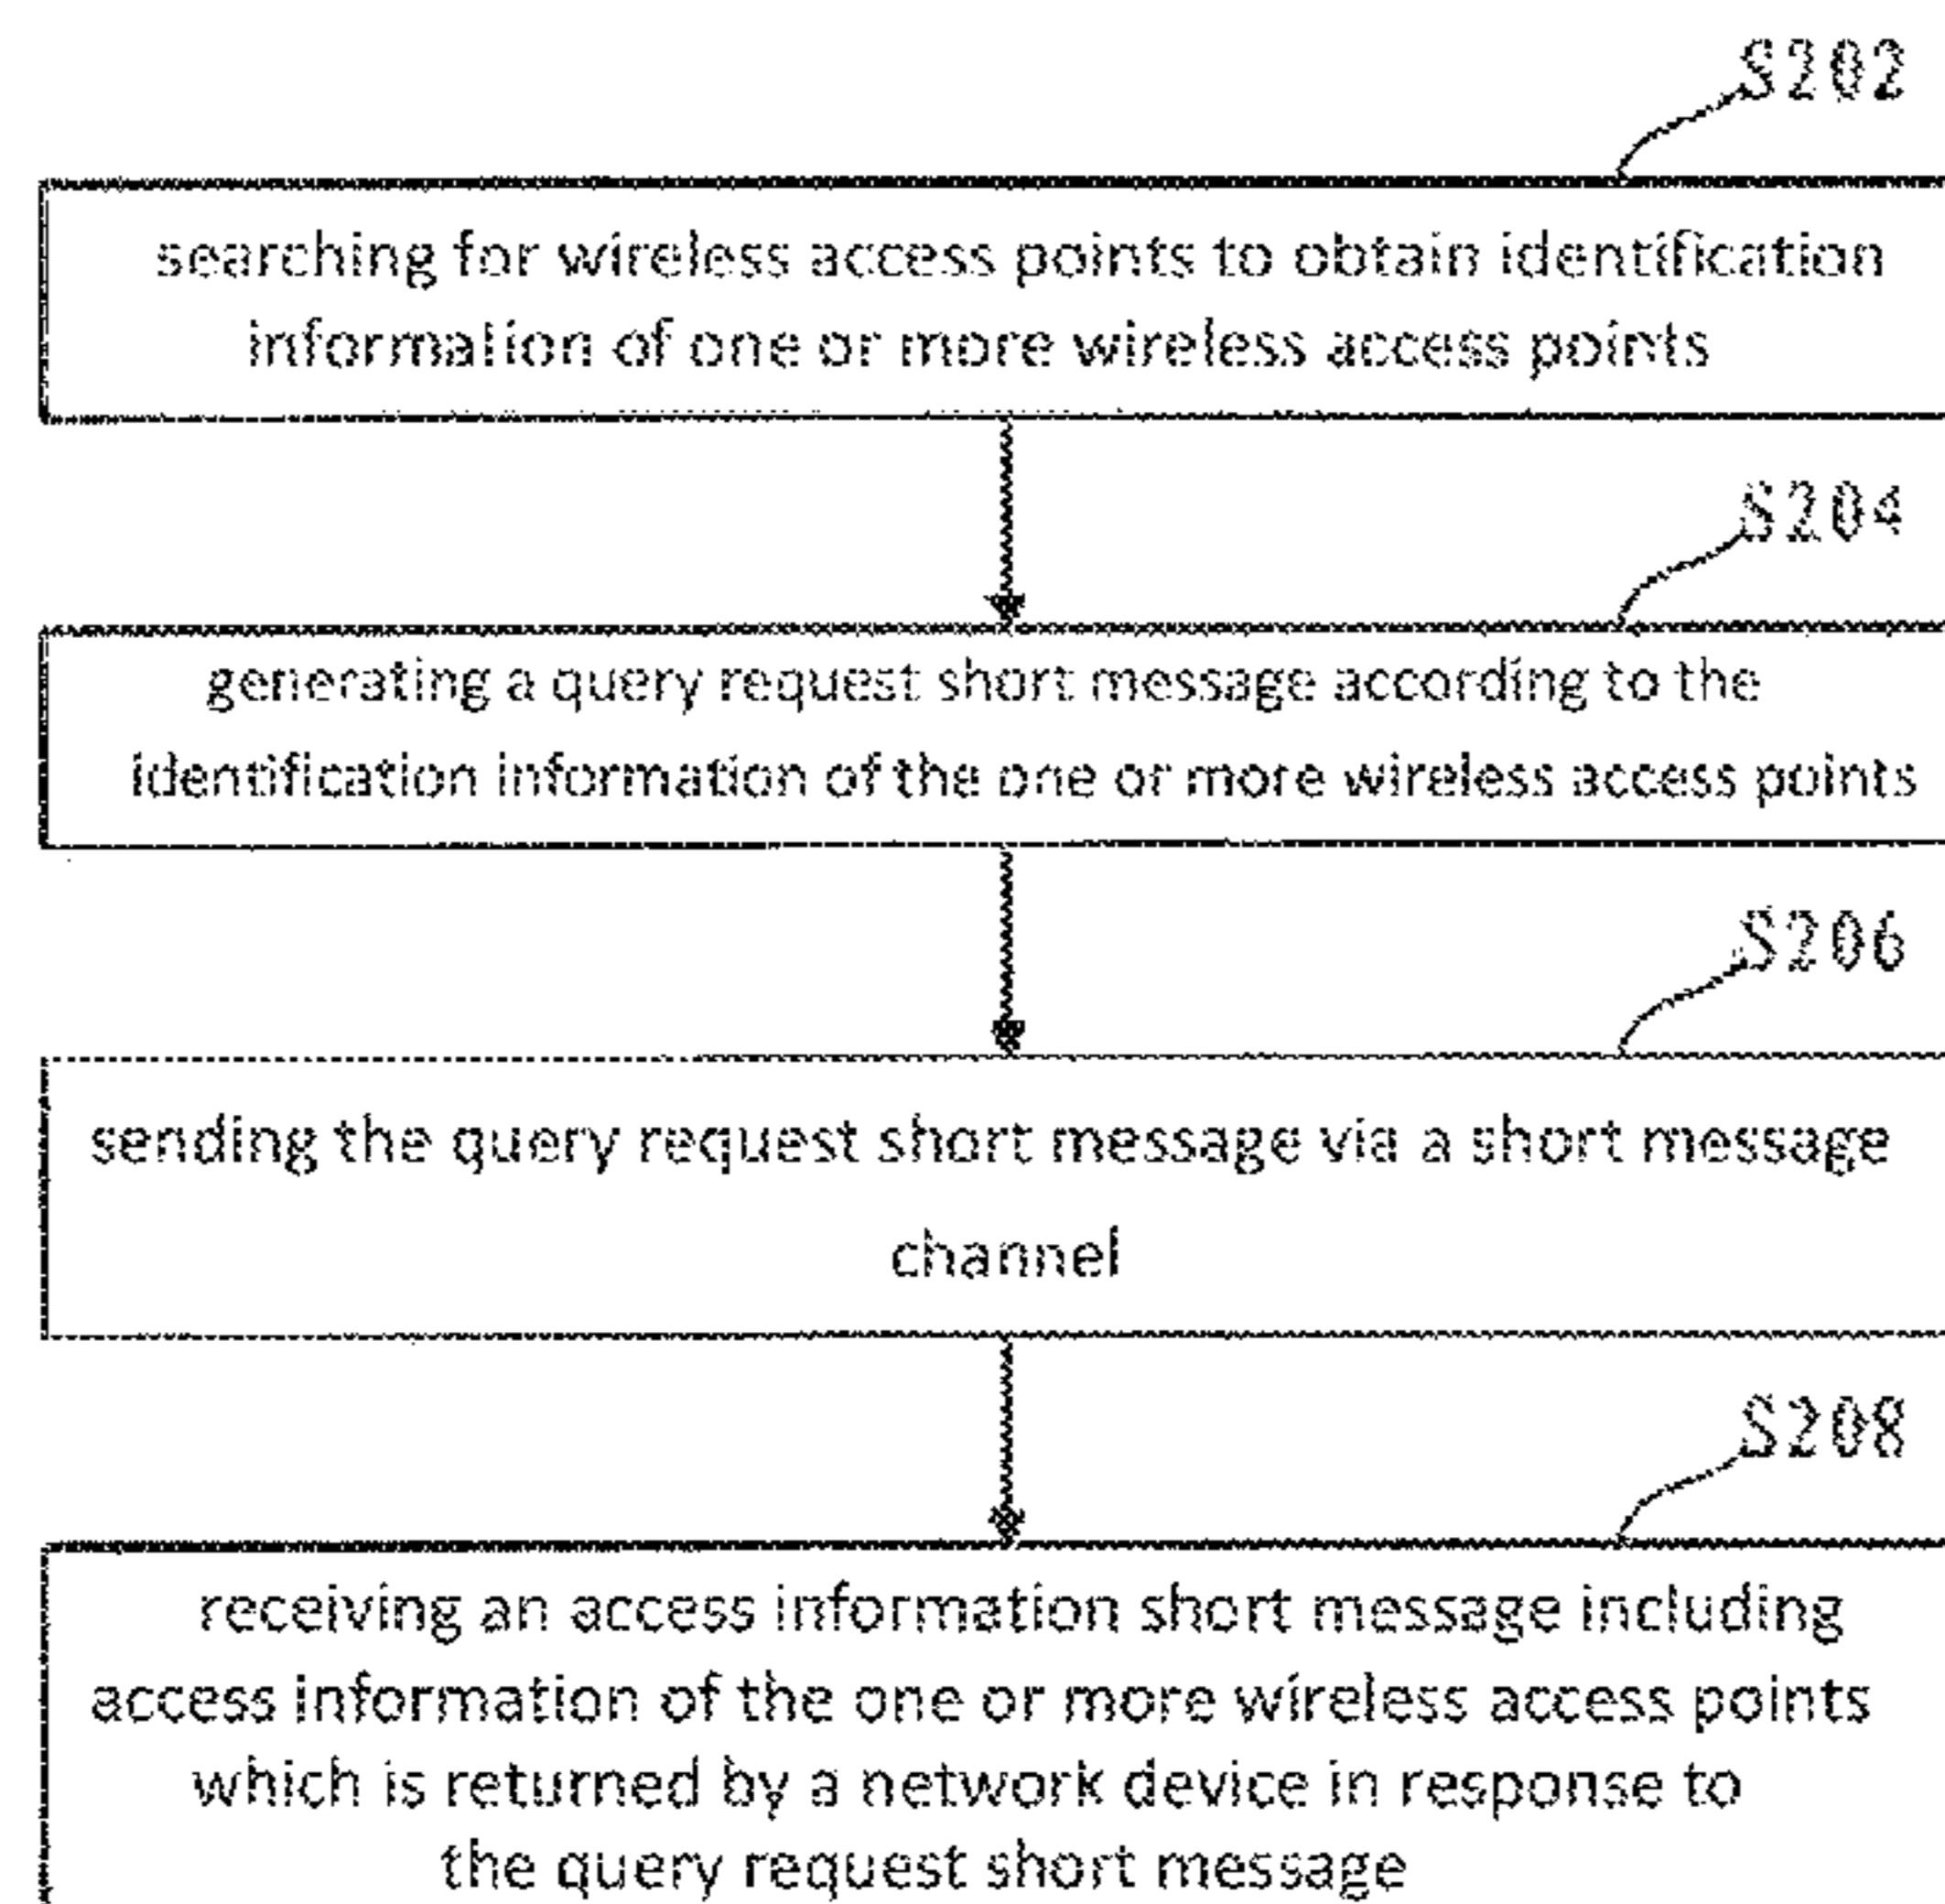 S202
searching for wireless access points to obtain identification
information of one or more wireless access points
S204
generating a query request short message according to the
identification information of the one or more wireless access points
S206
sending the query request short message via a short message
channel
S208
receiving an access information short message including
access information of the one or more wireless access points
which is returned by a network device in response to
the query request short message